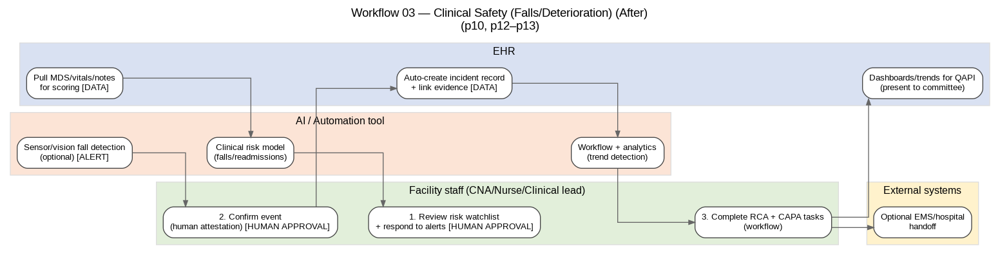 Workflow 03 — Clinical Safety (Falls/Deterioration) (After)
(p10, p12–p13)
EHR
Pull MDS/vitals/notes
for scoring [DATA]
Auto-create incident record
+ link evidence [DATA]
Dashboards/trends for QAPI
(present to committee)
AI / Automation tool
Sensor/vision fall detection
(optional) [ALERT]
Clinical risk model
(falls/readmissions)
Workflow + analytics
(trend detection)
Facility staff (CNA/Nurse/Clinical lead)
2. Confirm event
(human attestation) [HUMAN APPROVAL]
1. Review risk watchlist
+ respond to alerts [HUMAN APPROVAL]
3. Complete RCA + CAPA tasks
(workflow)
External systems
Optional EMS/hospital
handoff